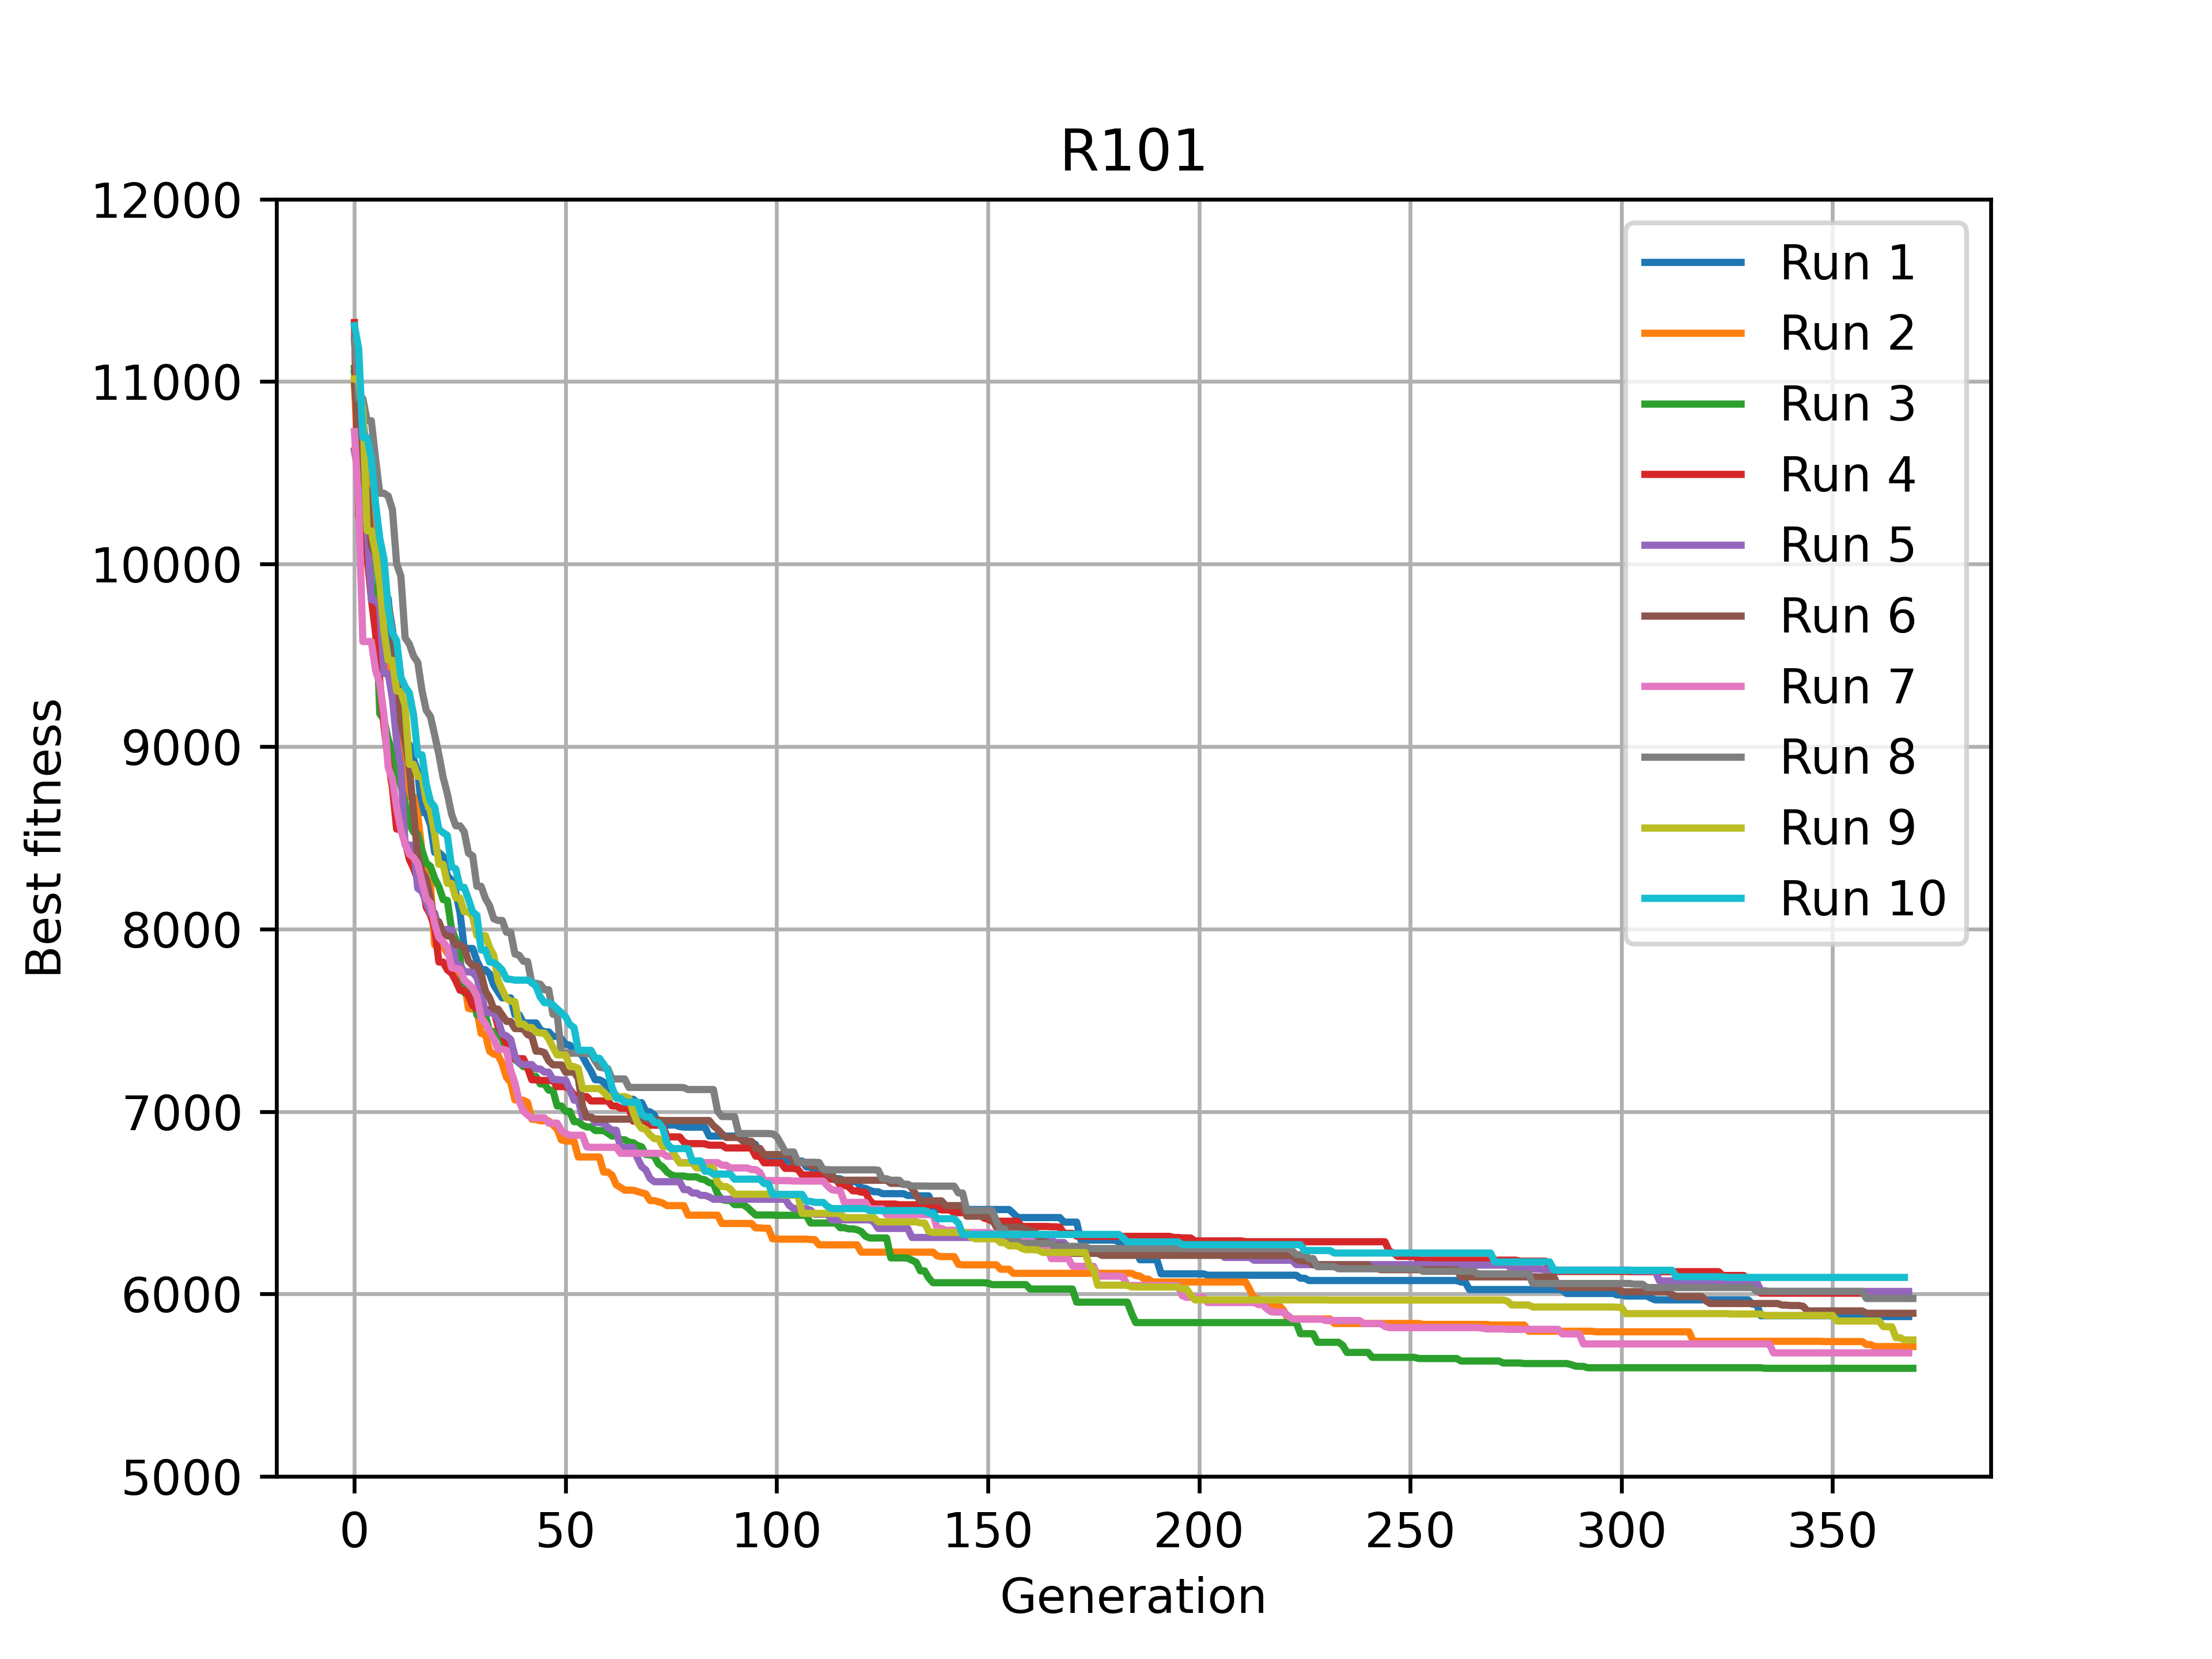 R101
12000
11000
10000
9000
8000
7000
6000
5000
Best fitness
0 50 100 150 200 250 300 350
Generation
Run 1
Run 2
Run 3
Run 4
Run 5
Run 6
Run 7
Run 8
Run 9
Run 10